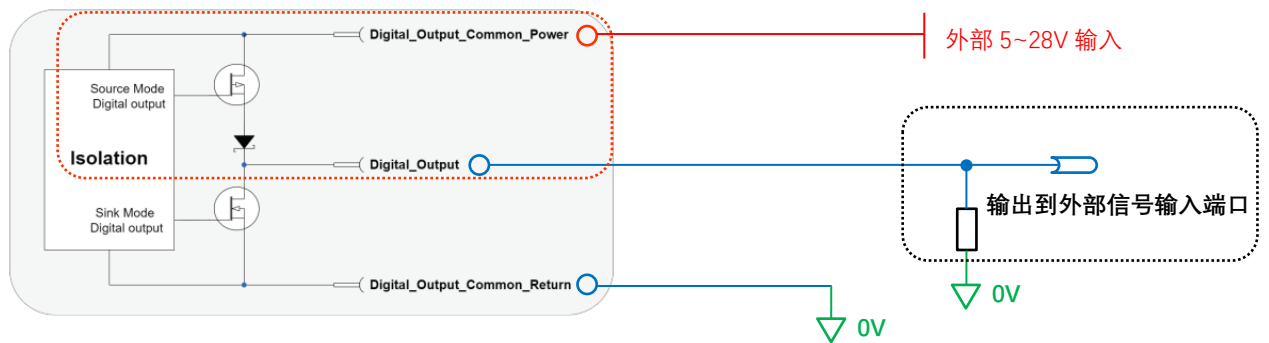 Digital_Output_Common_Power
外部 5~28V 输入
Source Mode
Digital output
Isolation
Digital_Output
输出到外部信号输入端口
Sink Mode
Digital output
Digital_Output_Common_Return
0V
0V